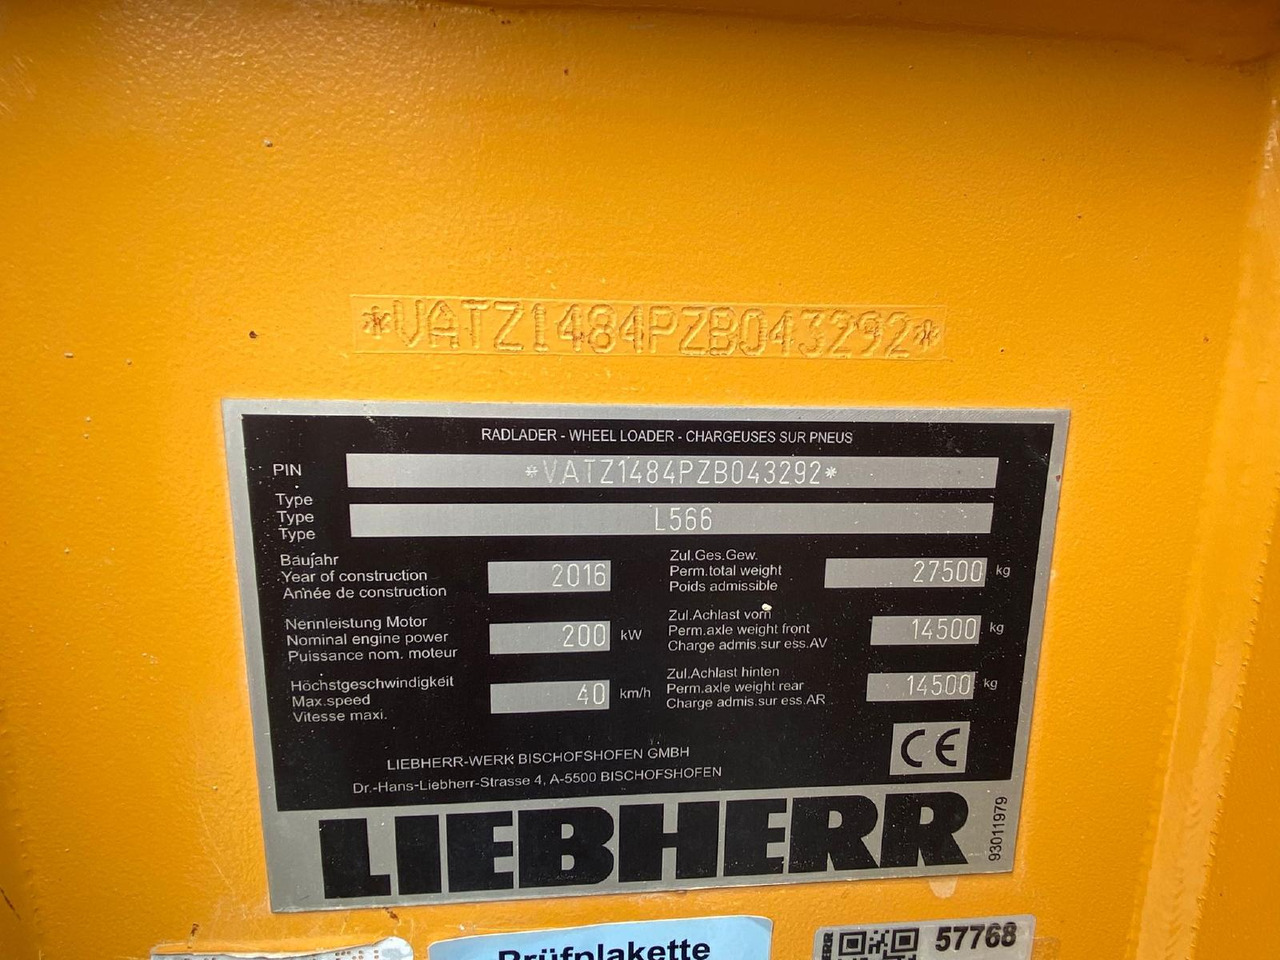 *VATZ1484PZB043292*
RADLADER - WHEEL LOADER - CHARGEUSES SUR PNEUS
PIN *VATZ1484PZB043292*
Type
Type L566
Type
Baujahr
Year of construction 2016
Année de construction
Zul.Ges.Gew.
Perm.total weight 27500 kg
Poids admissible
Nennleistung Motor
Nominal engine power 200 kW
Puissance nom. moteur
Zul.Achlast vorn
Perm.axle weight front 14500 kg
Charge admis.sur ess.AV
Höchstgeschwindigkeit
Max.speed 40 km/h
Vitesse maxi.
Zul.Achlast hinten
Perm.axle weight rear 14500 kg
Charge admis.sur ess.AR
CE
LIEBHERR-WERK BISCHOFSHOFEN GMBH
Dr.-Hans-Liebherr-Strasse 4, A-5500 BISCHOFSHOFEN
LIEBHERR
93011979
Prüfplakette
57768